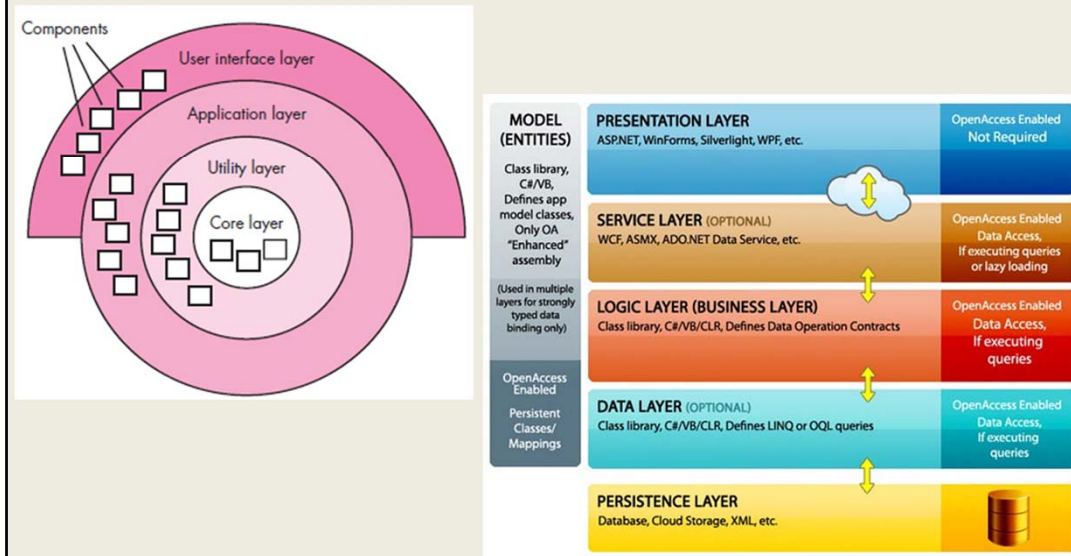 Components
User interface layer
Application layer
Utility layer
Core layer
MODEL
(ENTITIES)
Class library,
C#/VB,
Defines app
model classes,
Only OA
"Enhanced"
assembly
(Used in multiple
layers for strongly
typed data
binding only)
OpenAccess
Enabled
Persistent
Classes/
Mappings
PRESENTATION LAYER
ASP.NET, WinForms, Silverlight, WPF, etc.
OpenAccess Enabled
Not Required
SERVICE LAYER (OPTIONAL)
WCF, ASMX, ADO.NET Data Service, etc.
OpenAccess Enabled
Data Access,
If executing queries
or lazy loading
LOGIC LAYER (BUSINESS LAYER)
Class library, C#/VB/CLR, Defines Data Operation Contracts
OpenAccess Enabled
Data Access,
If executing
queries
DATA LAYER (OPTIONAL)
Class library, C#/VB/CLR, Defines LINQ or OQL queries
OpenAccess Enabled
Data Access,
If executing
queries
PERSISTENCE LAYER
Database, Cloud Storage, XML, etc.